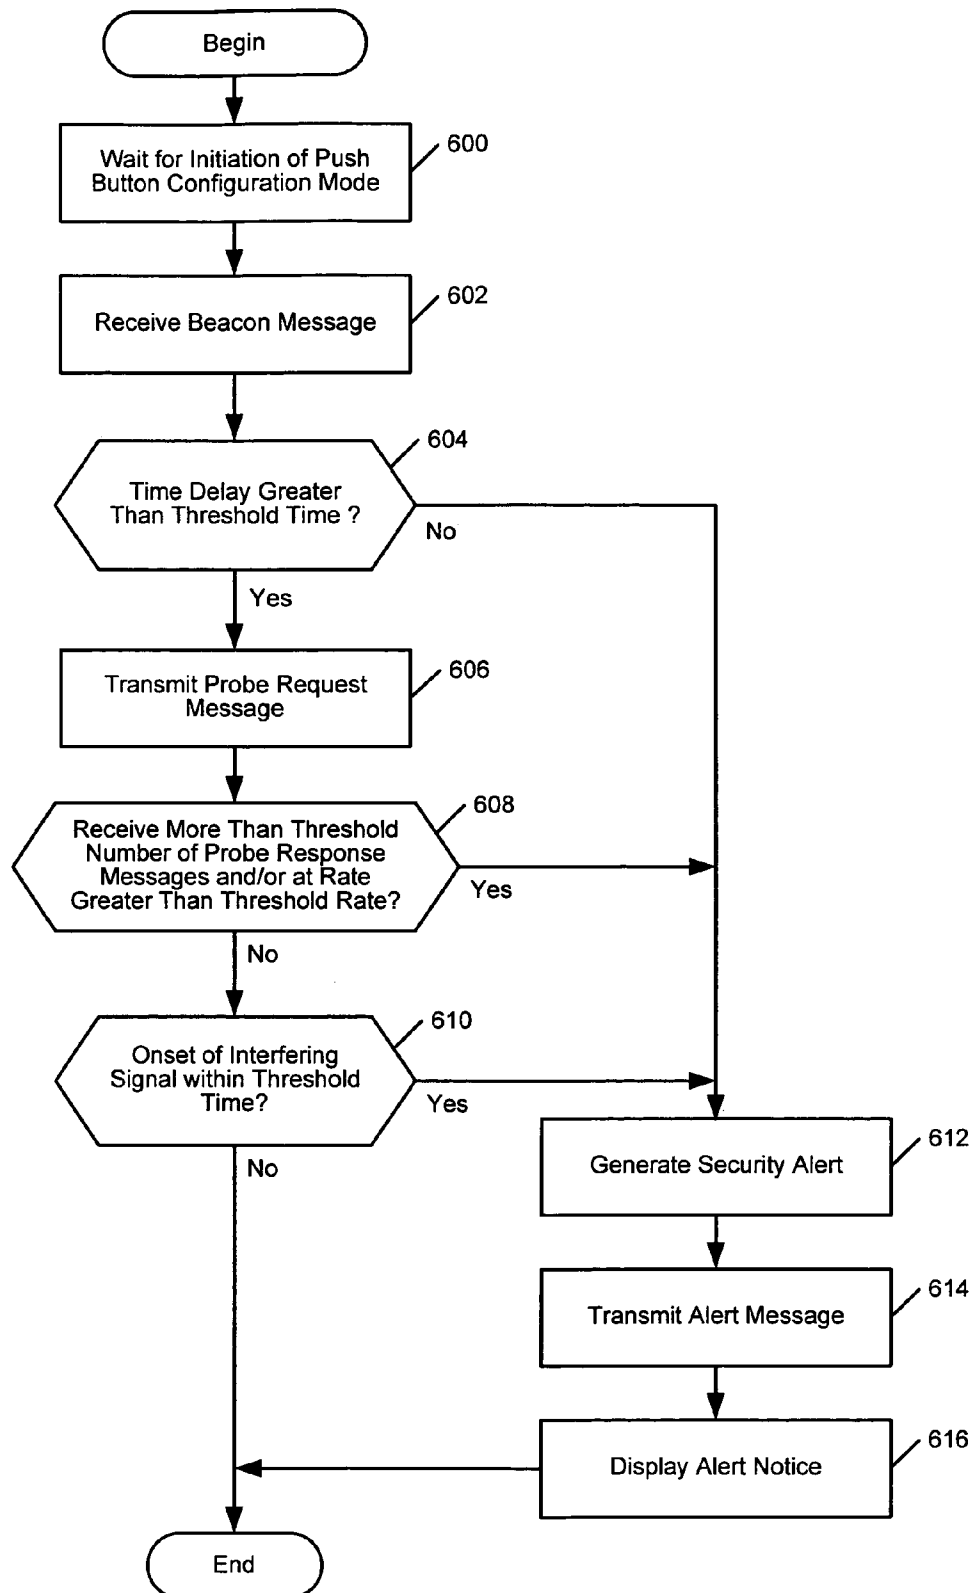 Begin
Wait for Initiation of Push
Button Configuration Mode
600
Receive Beacon Message
602
Time Delay Greater
Than Threshold Time ?
604
No
Yes
Transmit Probe Request
Message
606
Receive More Than Threshold
Number of Probe Response
Messages and/or at Rate
Greater Than Threshold Rate?
608
Yes
No
Onset of Interfering
Signal within Threshold
Time?
610
Yes
No
Generate Security Alert
612
Transmit Alert Message
614
Display Alert Notice
616
End